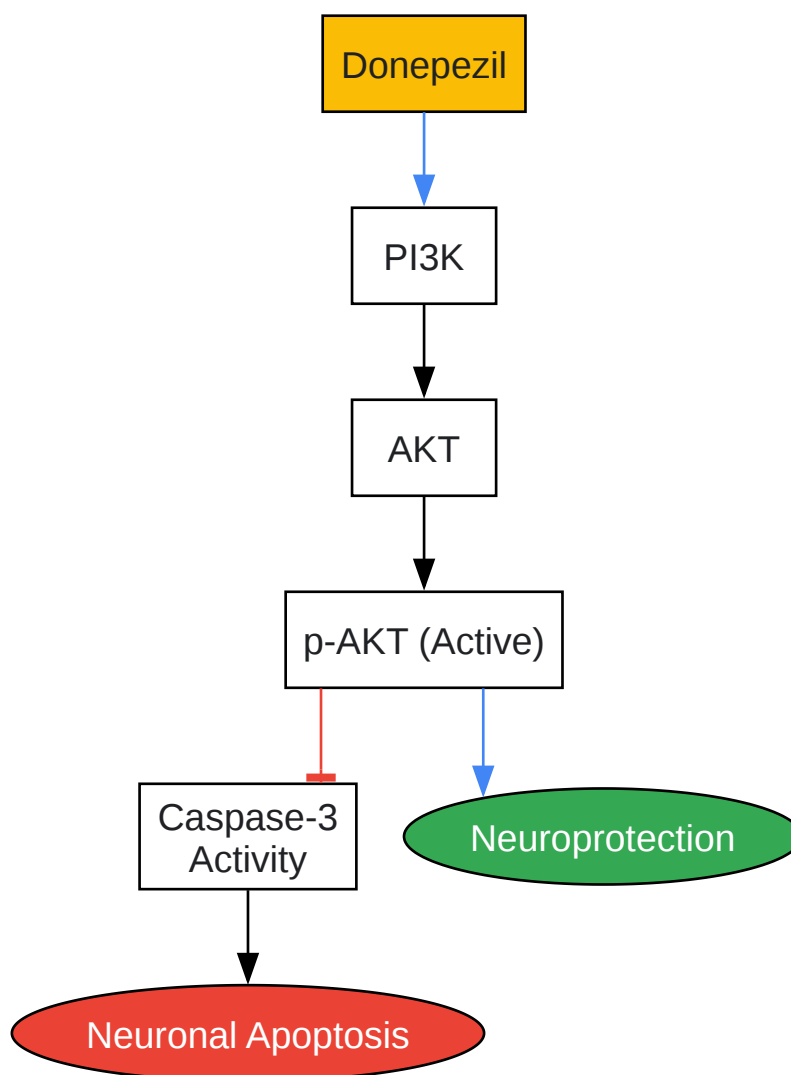 Donepezil
PI3K
AKT
p-AKT (Active)
Caspase-3
Activity
Neuroprotection
Neuronal Apoptosis